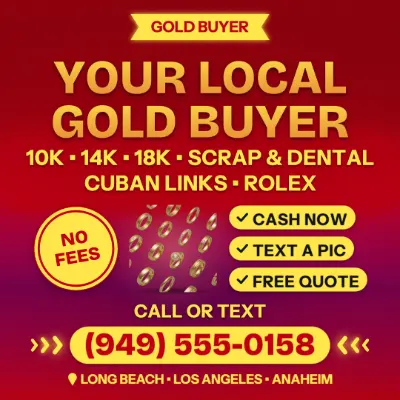 GOLD BUYER
YOUR LOCAL
GOLD BUYER
10K ▪ 14K ▪ 18K ▪ SCRAP & DENTAL
CUBAN LINKS ▪ ROLEX
NO
FEES
✓ CASH NOW
✓ TEXT A PIC
✓ FREE QUOTE
CALL OR TEXT
(949) 555-0158
LONG BEACH ▪ LOS ANGELES ▪ ANAHEIM